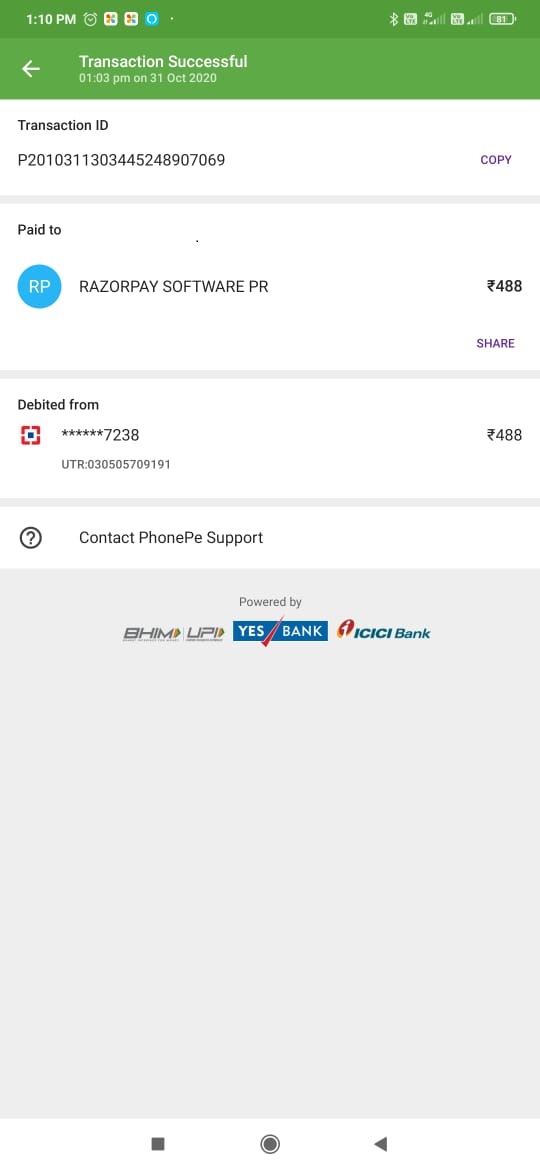 1:10 PM
4G
81
Transaction Successful
01:03 pm on 31 Oct 2020
Transaction ID
P2010311303445248907069
COPY
Paid to
RP
RAZORPAY SOFTWARE PR
₹488
SHARE
Debited from
******7238
₹488
UTR:030505709191
Contact PhonePe Support
Powered by
BHIM UPI YES BANK ICICI Bank